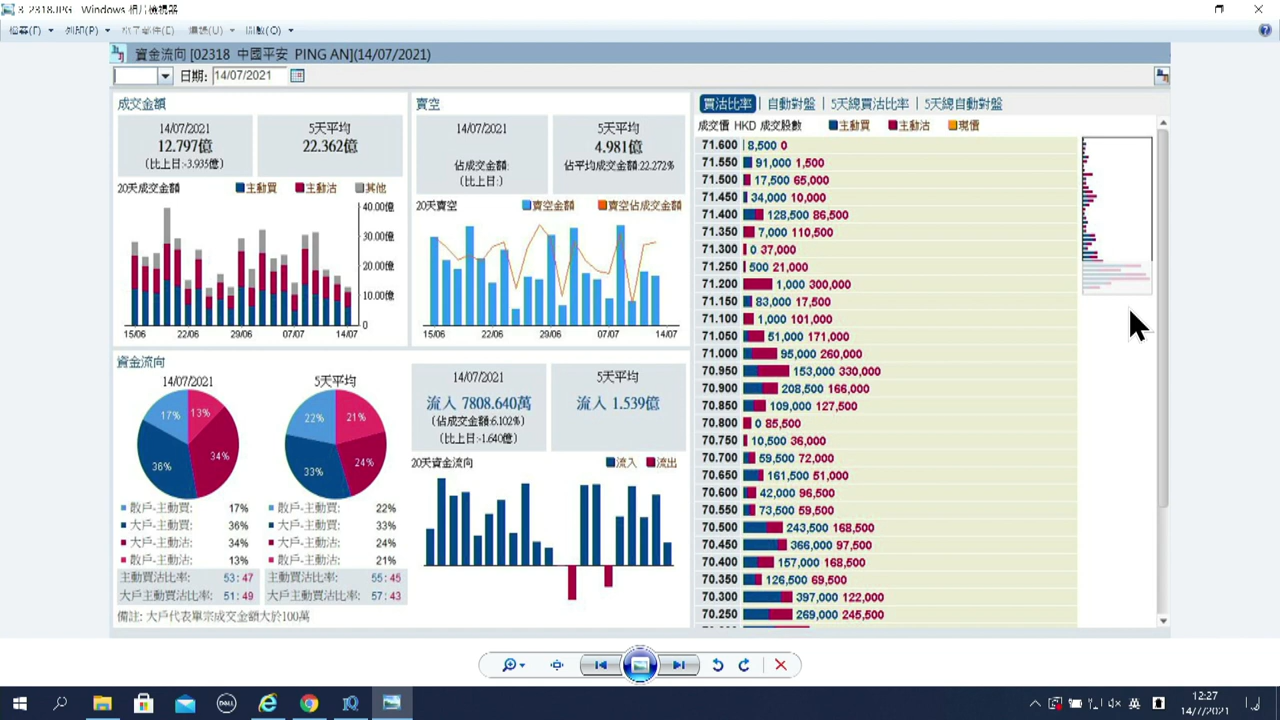 3_2318.JPG - Windows 相片檢視器
檔案(F) 列印(P) 電子郵件(E) 燒錄(U) 開啟(O)
資金流向 [02318 中國平安 PING AN](14/07/2021)
日期: 14/07/2021
成交金額
14/07/2021
12.797億
(比上日:-3.935億)
5天平均
22.362億
20天成交金額 主動買 主動沽 其他
40.00億
30.00億
20.00億
10.00億
0
15/06 22/06 29/06 07/07 14/07
賣空
14/07/2021
佔成交金額:
(比上日:)
5天平均
4.981億
佔平均成交金額:22.272%
20天賣空 賣空金額 賣空佔成交金額
15/06 22/06 29/06 07/07 14/07
資金流向
14/07/2021 5天平均
17% 13% 34% 36%
22% 21% 24% 33%
散戶-主動買: 17% 散戶-主動買: 22%
大戶-主動買: 36% 大戶-主動買: 33%
大戶-主動沽: 34% 大戶-主動沽: 24%
散戶-主動沽: 13% 散戶-主動沽: 21%
主動買沽比率: 53:47 主動買沽比率: 55:45
大戶主動買沽比率: 51:49 大戶主動買沽比率: 57:43
備註: 大戶代表單宗成交金額大於100萬
14/07/2021
流入 7808.640萬
(佔成交金額:6.102%)
(比上日:-1.640億)
5天平均
流入 1.539億
20天資金流向 流入 流出
買沽比率 自動對盤 5天總買沽比率 5天總自動對盤
成交價 HKD 成交股數 主動買 主動沽 現價
71.600 8,500 0
71.550 91,000 1,500
71.500 17,500 65,000
71.450 34,000 10,000
71.400 128,500 86,500
71.350 7,000 110,500
71.300 0 37,000
71.250 500 21,000
71.200 1,000 300,000
71.150 83,000 17,500
71.100 1,000 101,000
71.050 51,000 171,000
71.000 95,000 260,000
70.950 153,000 330,000
70.900 208,500 166,000
70.850 109,000 127,500
70.800 0 85,500
70.750 10,500 36,000
70.700 59,500 72,000
70.650 161,500 51,000
70.600 42,000 96,500
70.550 73,500 59,500
70.500 243,500 168,500
70.450 366,000 97,500
70.400 157,000 168,500
70.350 126,500 69,500
70.300 397,000 122,000
70.250 269,000 245,500
DELL
英
12:27
14/7/2021